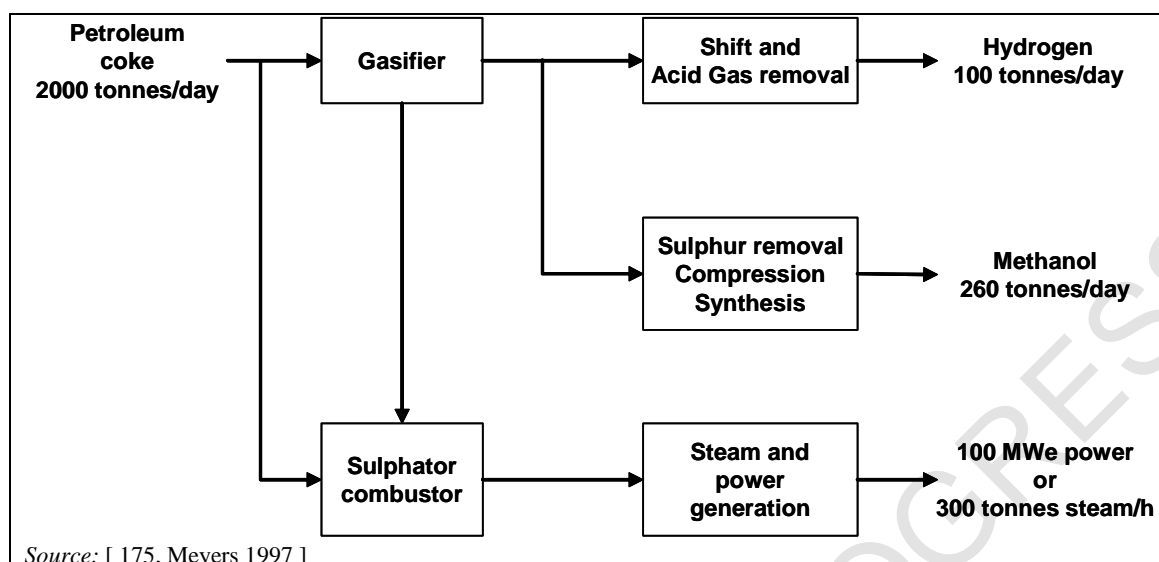 Petroleum
coke
2000 tonnes/day
Gasifier
Shift and
Acid Gas removal
Hydrogen
100 tonnes/day
Sulphur removal
Compression
Synthesis
Methanol
260 tonnes/day
Sulphator
combustor
Steam and
power
generation
100 MWe power
or
300 tonnes steam/h
Source: [ 175, Meyers 1997 ]